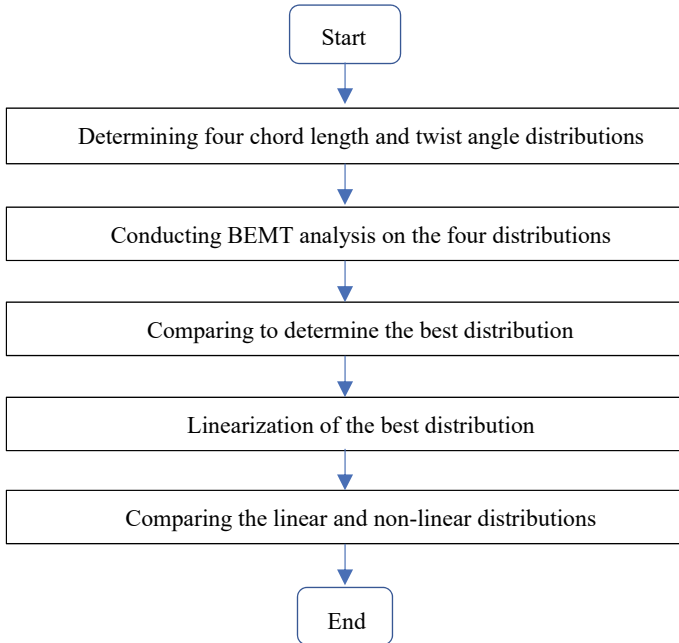 Start
Determining four chord length and twist angle distributions
Conducting BEMT analysis on the four distributions
Comparing to determine the best distribution
Linearization of the best distribution
Comparing the linear and non-linear distributions
End